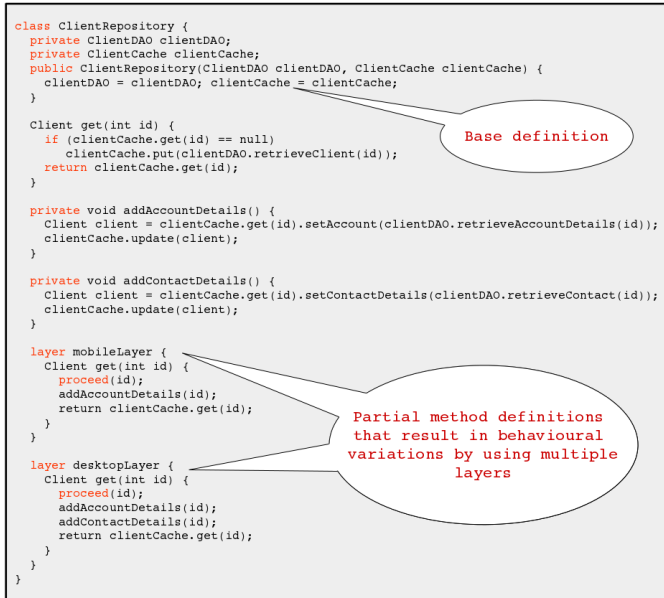 class ClientRepository {
private ClientDAO clientDAO;
private ClientCache clientCache;
public ClientRepository(ClientDAO clientDAO, ClientCache clientCache) {
clientDAO = clientDAO; clientCache = clientCache;
}
Base definition
Client get(int id) {
if (clientCache.get(id) == null)
clientCache.put(clientDAO.retrieveClient(id));
return clientCache.get(id);
}
private void addAccountDetails() {
Client client = clientCache.get(id).setAccount(clientDAO.retrieveAccountDetails(id));
clientCache.update(client);
}
private void addContactDetails() {
Client client = clientCache.get(id).setContactDetails(clientDAO.retrieveContact(id));
clientCache.update(client);
}
layer mobileLayer {
Client get(int id) {
proceed(id);
addAccountDetails(id);
return clientCache.get(id);
}
}
Partial method definitions
that result in behavioural
variations by using multiple
layers
layer desktopLayer {
Client get(int id) {
proceed(id);
addAccountDetails(id);
addContactDetails(id);
return clientCache.get(id);
}
}
}